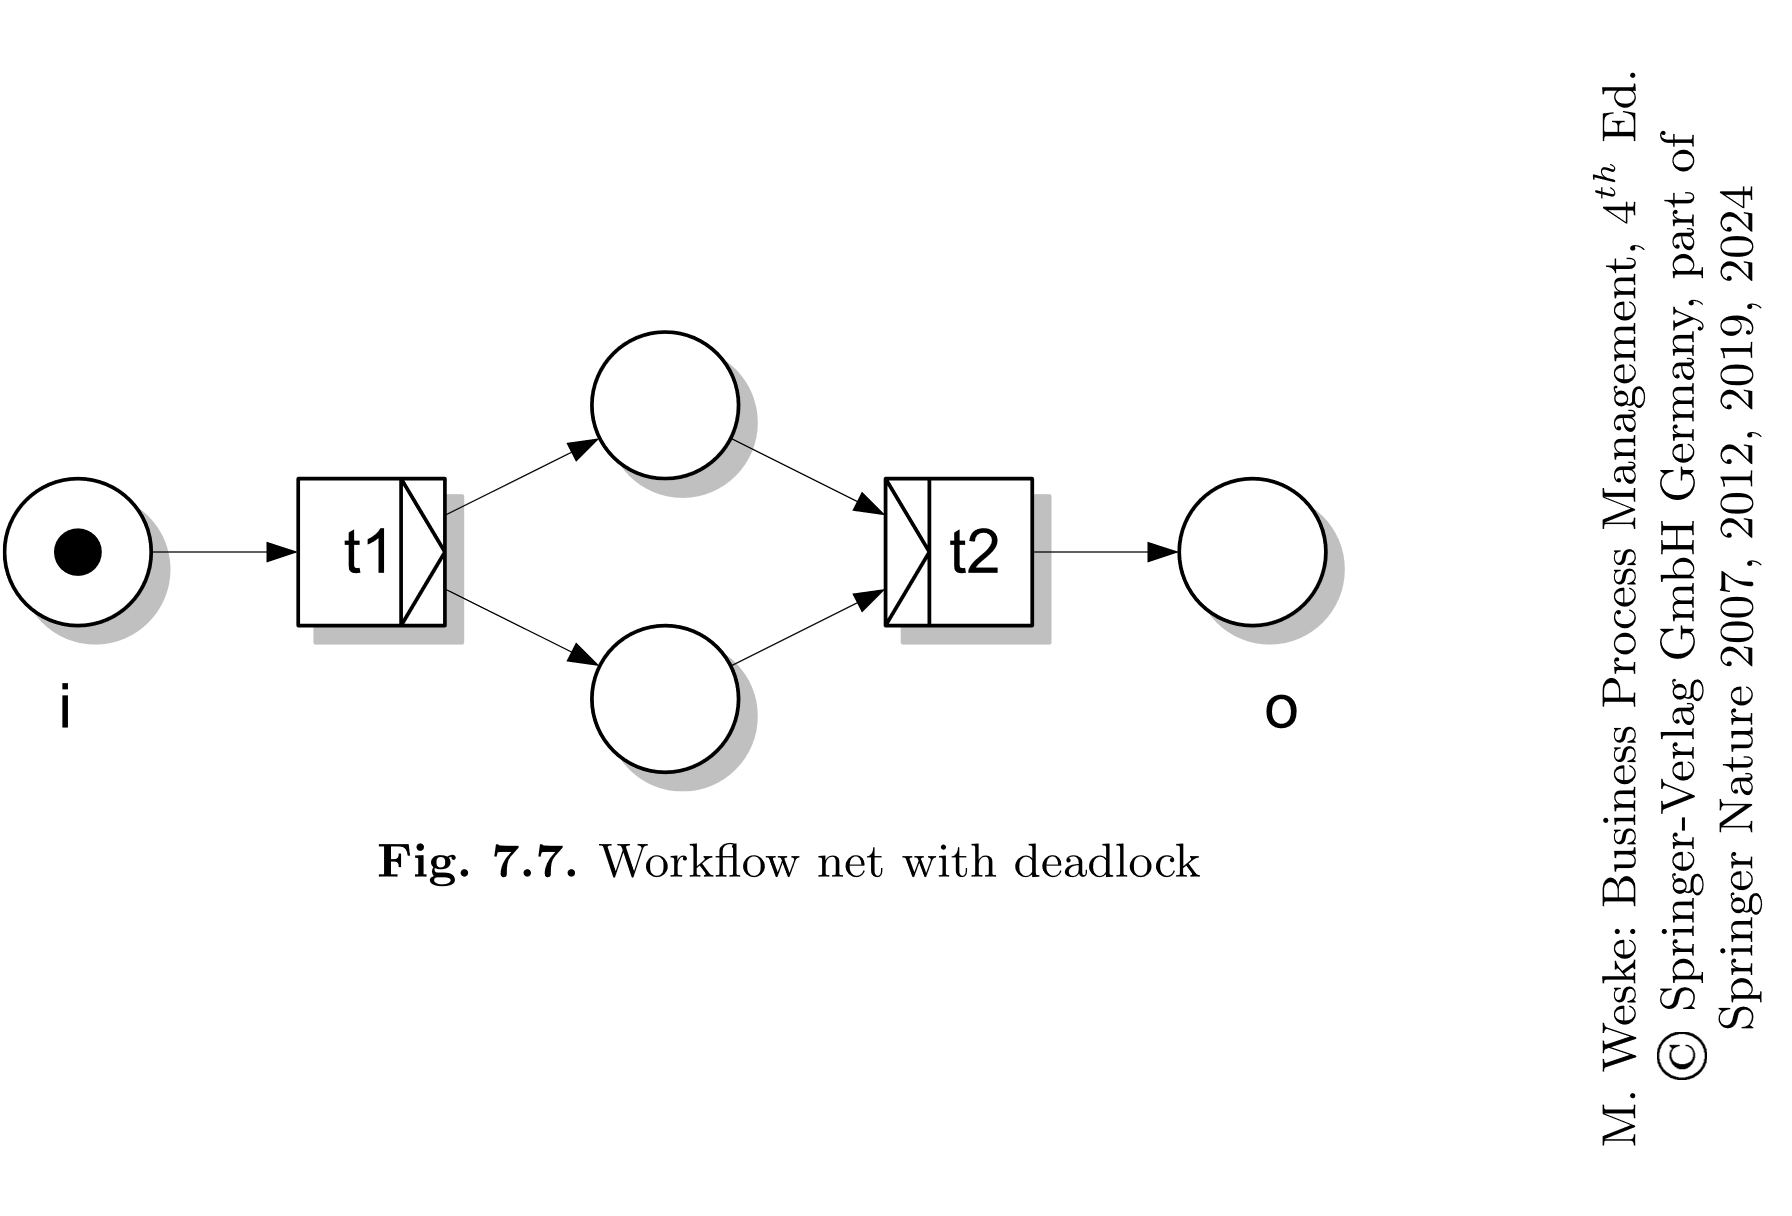 t1
t2
i
o
Fig. 7.7. Workflow net with deadlock
M. Weske: Business Process Management, 4th Ed.
© Springer-Verlag GmbH Germany, part of
Springer Nature 2007, 2012, 2019, 2024